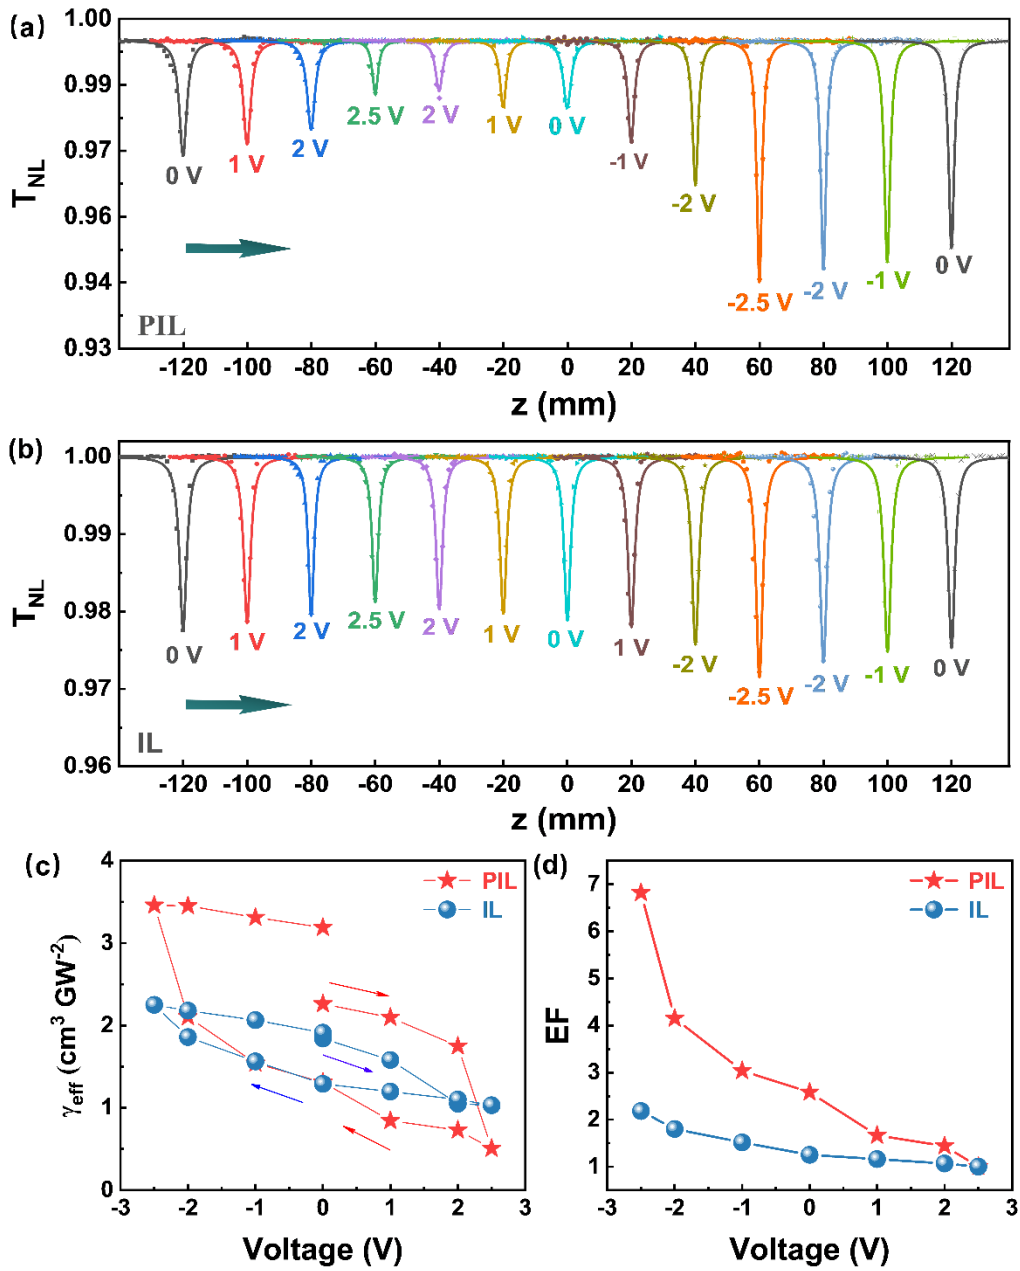 (a)
1.00
0.99
0.97
0.96
0.94
0.93
T_NL
0 V
1 V
2 V
2.5 V
2 V
1 V
0 V
-1 V
-2 V
-2.5 V
-2 V
-1 V
0 V
PIL
-120 -100 -80 -60 -40 -20 0 20 40 60 80 100 120
z (mm)
(b)
1.00
0.99
0.98
0.97
0.96
T_NL
0 V
1 V
2 V
2.5 V
2 V
1 V
0 V
1 V
-2 V
-2.5 V
-2 V
-1 V
0 V
IL
-120 -100 -80 -60 -40 -20 0 20 40 60 80 100 120
z (mm)
(c)
4
3
2
1
0
γ_eff (cm³ GW⁻²)
PIL
IL
-3 -2 -1 0 1 2 3
Voltage (V)
(d)
7
6
5
4
3
2
1
EF
PIL
IL
-3 -2 -1 0 1 2 3
Voltage (V)